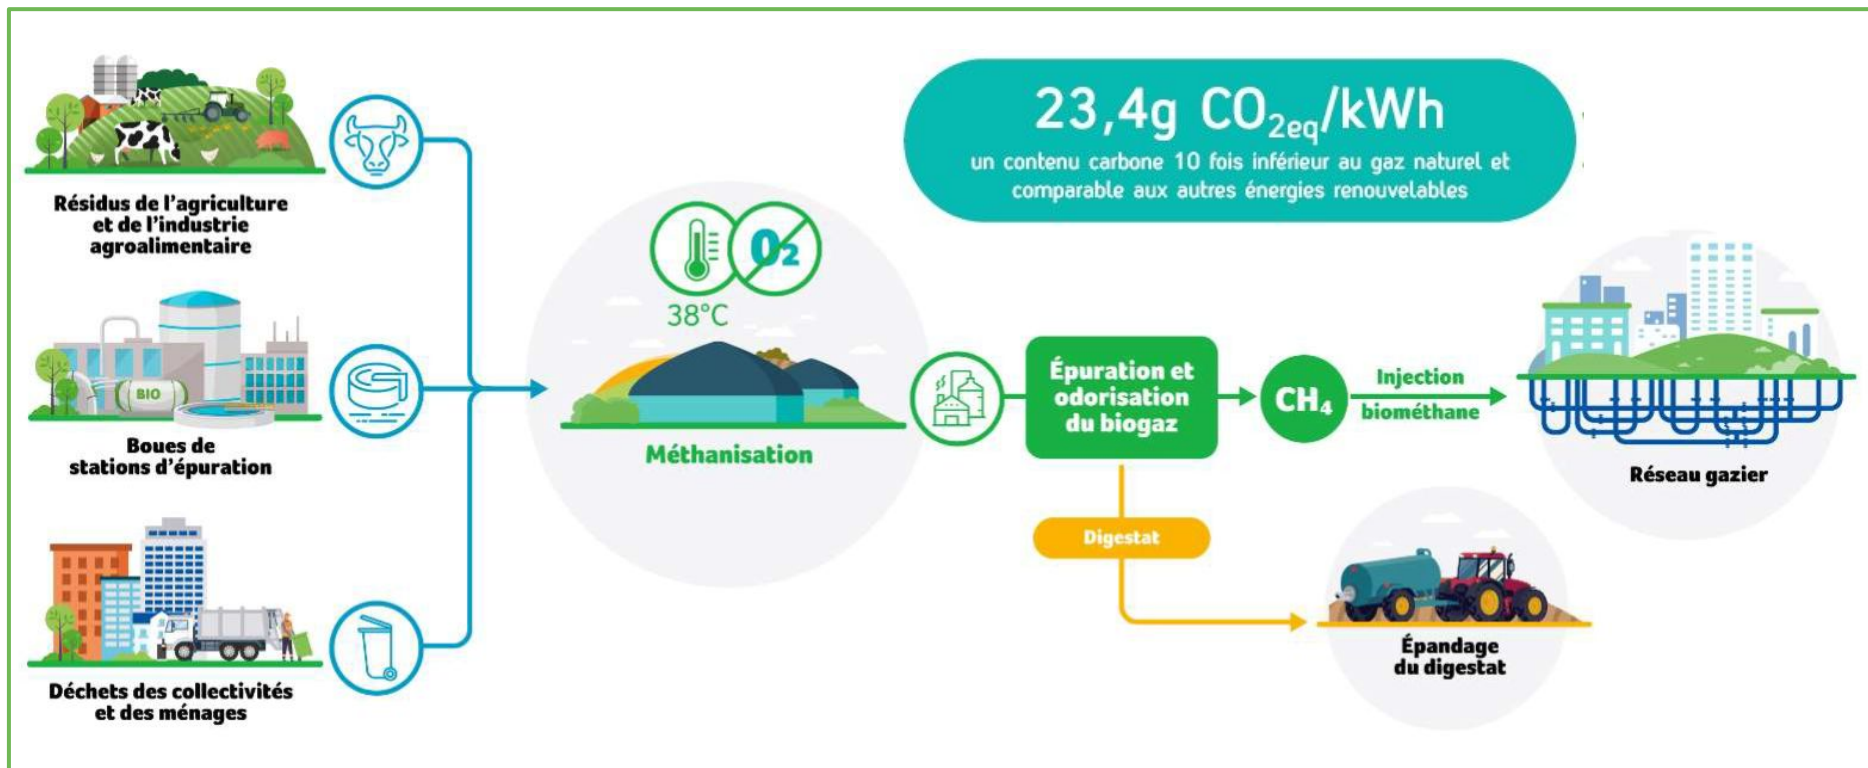 23,4g CO2eq/kWh
un contenu carbone 10 fois inférieur au gaz naturel et
comparable aux autres énergies renouvelables
Résidus de l'agriculture
et de l'industrie
agroalimentaire
O2
38°C
BIO
Boues de
stations d'épuration
Méthanisation
Épuration et
odorisation
du biogaz
CH4
Injection
biométhane
Réseau gazier
Digestat
Épandage
du digestat
Déchets des collectivités
et des ménages